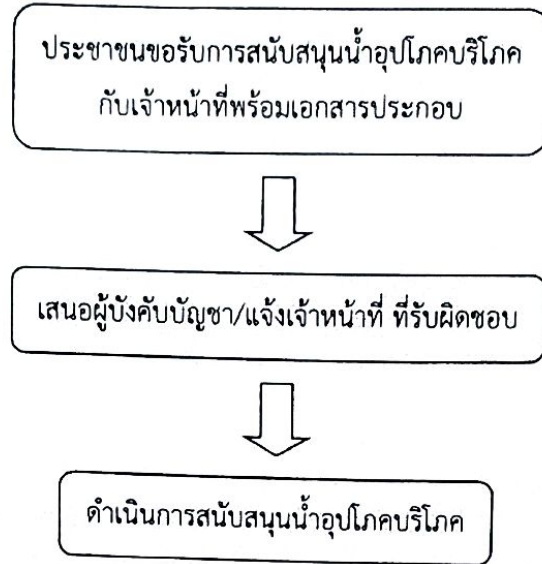 ประชาชนขอรับการสนับสนุนน้ำอุปโภคบริโภค
กับเจ้าหน้าที่พร้อมเอกสารประกอบ
เสนอผู้บังคับบัญชา/แจ้งเจ้าหน้าที่ ที่รับผิดชอบ
ดำเนินการสนับสนุนน้ำอุปโภคบริโภค